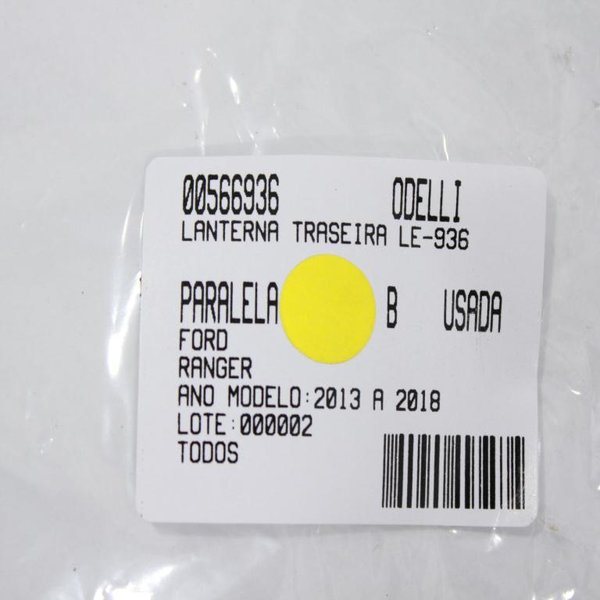 00566936 ODELLI
LANTERNA TRASEIRA LE-936
PARALELA B USADA
FORD
RANGER
ANO MODELO:2013 A 2018
LOTE:000002
TODOS